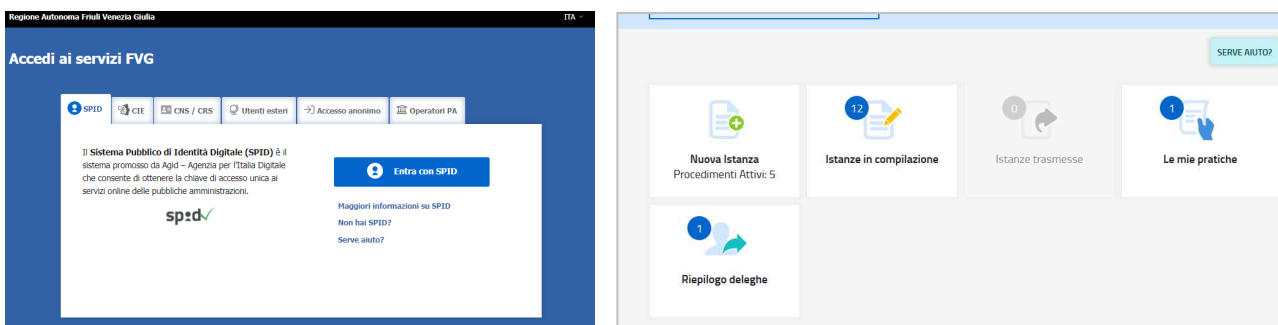 Regione Autonoma Friuli Venezia Giulia
ITA
Accedi ai servizi FVG
SPID
CIE
CNS / CRS
Utenti esteri
Accesso anonimo
Operatori PA
Il Sistema Pubblico di Identità Digitale (SPID) è il
sistema promosso da Agid – Agenzia per l'Italia Digitale
che consente di ottenere la chiave di accesso unica ai
servizi online delle pubbliche amministrazioni.
sp:d
Entra con SPID
Maggiori informazioni su SPID
Non hai SPID?
Serve aiuto?
SERVE AIUTO?
Nuova Istanza
Procedimenti Attivi: 5
12
Istanze in compilazione
0
Istanze trasmesse
1
Le mie pratiche
1
Riepilogo deleghe